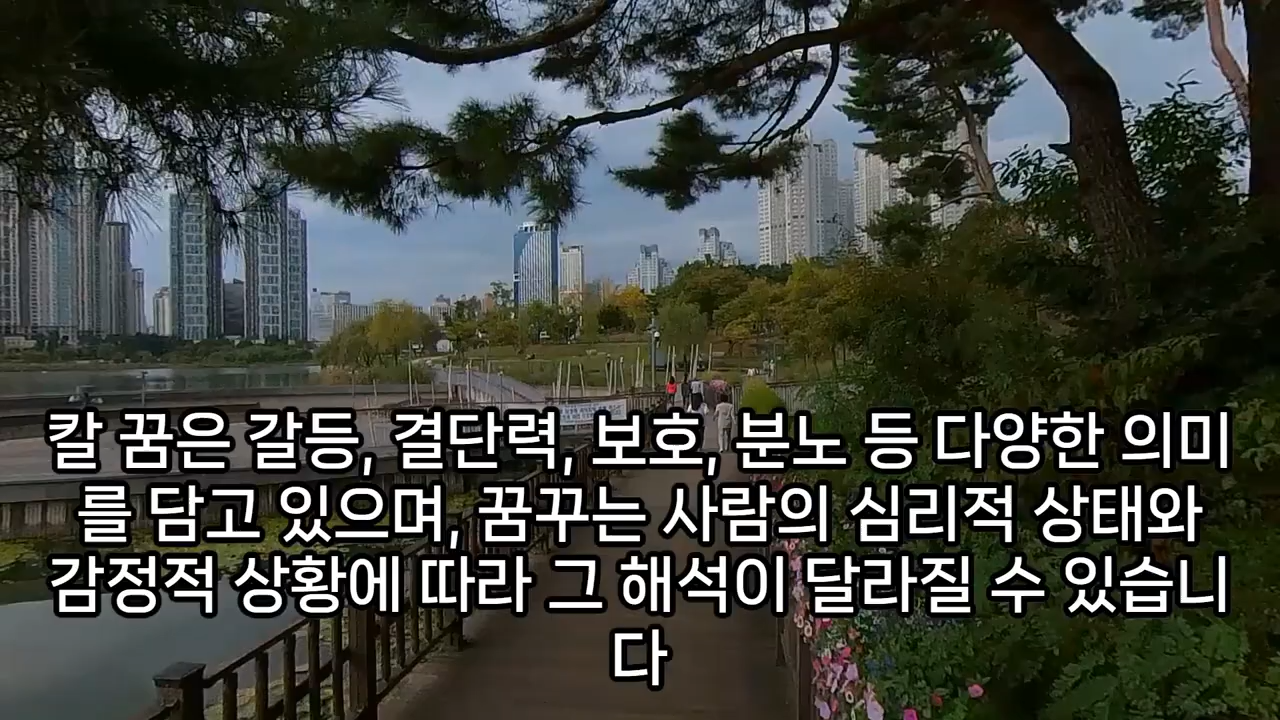 칼 꿈은 갈등, 결단력, 보호, 분노 등 다양한 의미
를 담고 있으며, 꿈꾸는 사람의 심리적 상태와
감정적 상황에 따라 그 해석이 달라질 수 있습니
다